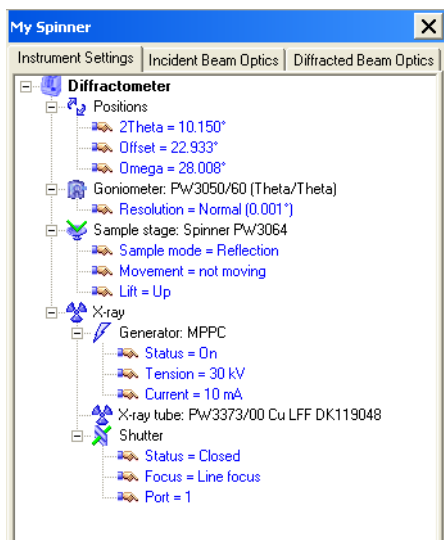 My Spinner
Instrument Settings Incident Beam Optics Diffracted Beam Optics
Diffractometer
Positions
2Theta = 10.150°
Offset = 22.933°
Omega = 28.008°
Goniometer: PW3050/60 (Theta/Theta)
Resolution = Normal (0.001°)
Sample stage: Spinner PW3064
Sample mode = Reflection
Movement = not moving
Lift = Up
X-ray
Generator: MPPC
Status = On
Tension = 30 kV
Current = 10 mA
X-ray tube: PW3373/00 Cu LFF DK119048
Shutter
Status = Closed
Focus = Line focus
Port = 1